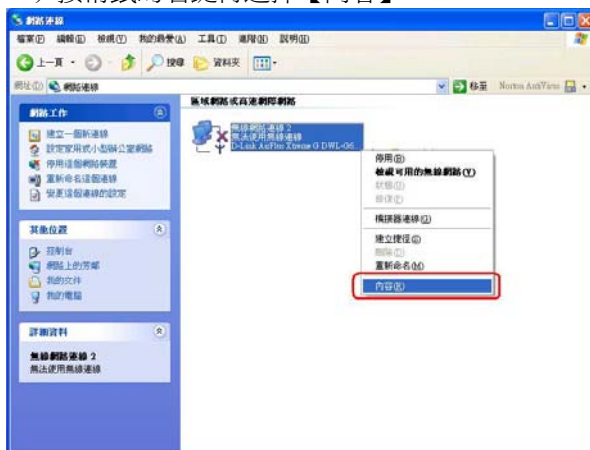 按滑鼠的右鍵再選擇【內容】
網路連線
檔案(F) 編輯(E) 檢視(V) 我的最愛(A) 工具(T) 進階(N) 說明(H)
上一頁 搜尋 資料夾
網址(D) 網路連線 移至 Norton AntiVirus
網路工作
建立一個新連線
設定家用或小型辦公室網路
停用這個網路裝置
重新命名這個連線
變更這個連線的設定
其他位置
控制台
網路上的芳鄰
我的文件
我的電腦
詳細資料
無線網路連線 2
無法使用無線連線
區域網路或高速網際網路
無線網路連線 2
無法使用無線連線
D-Link AirPlus Xtreme G DWL-G6...
停用(B)
檢視可用的無線網路(V)
狀態(U)
修復(P)
橋接器連線(G)
建立捷徑(S)
刪除(D)
重新命名(M)
內容(R)